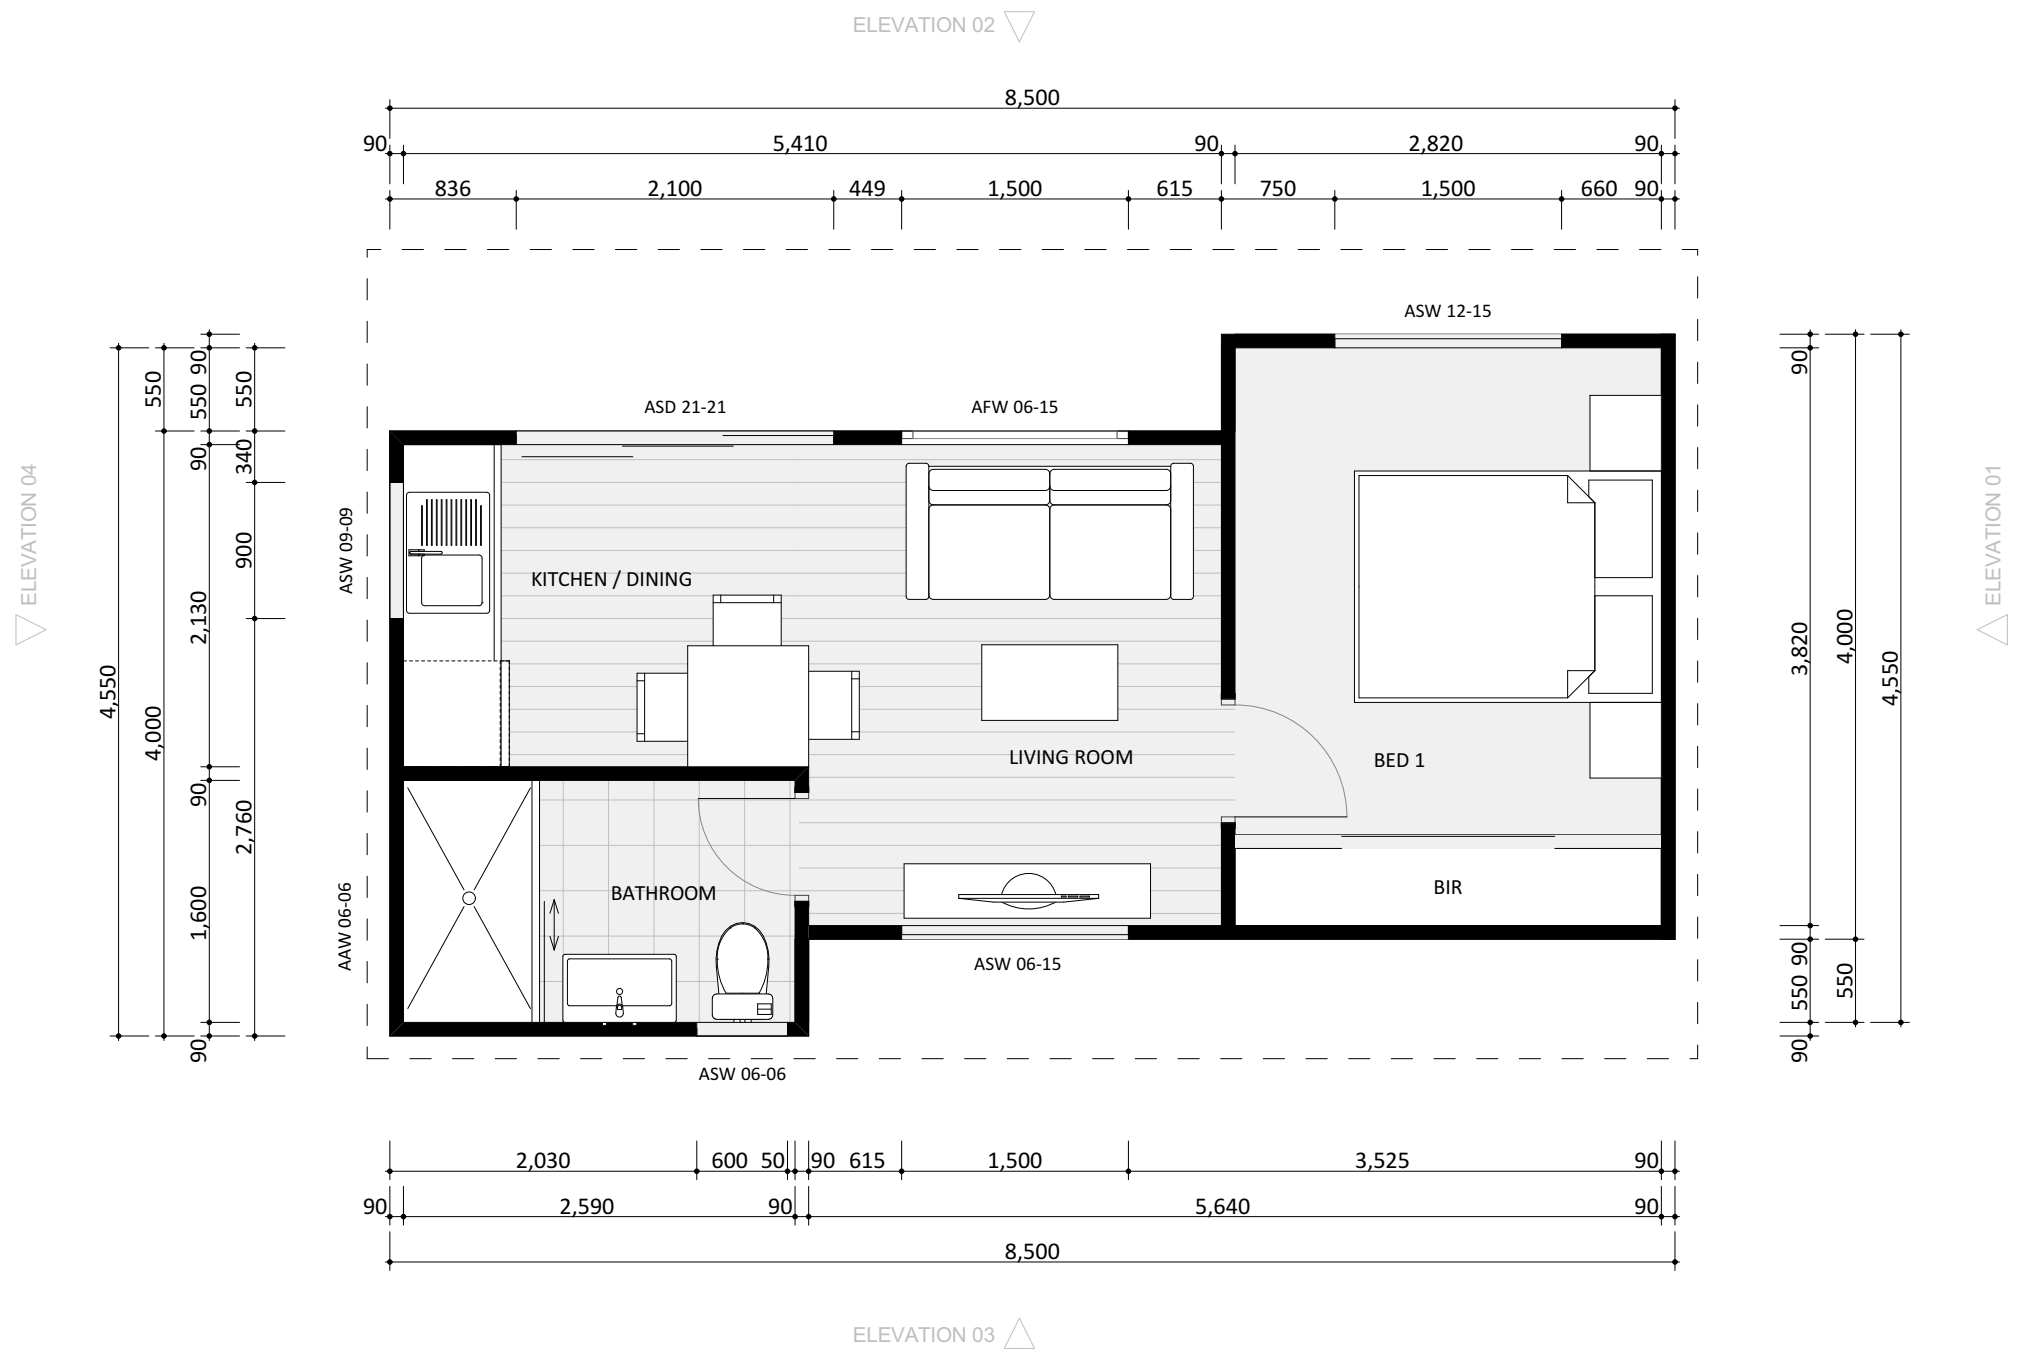 ELEVATION 02
8,500
90 5,410 90 2,820 90
836 2,100 449 1,500 615 750 1,500 660 90
ASW 12-15
ASD 21-21
AFW 06-15
ELEVATION 04
4,550
550
4,000
90
550
90
2,130
90
1,600
90
550
340
900
2,760
ASW 09-09
AAW 06-06
KITCHEN / DINING
LIVING ROOM
BED 1
BIR
BATHROOM
ASW 06-15
ASW 06-06
90
3,820
90
550
90
4,000
550
4,550
ELEVATION 01
2,030 600 50 90 615 1,500 3,525 90
90 2,590 90 5,640 90
8,500
ELEVATION 03